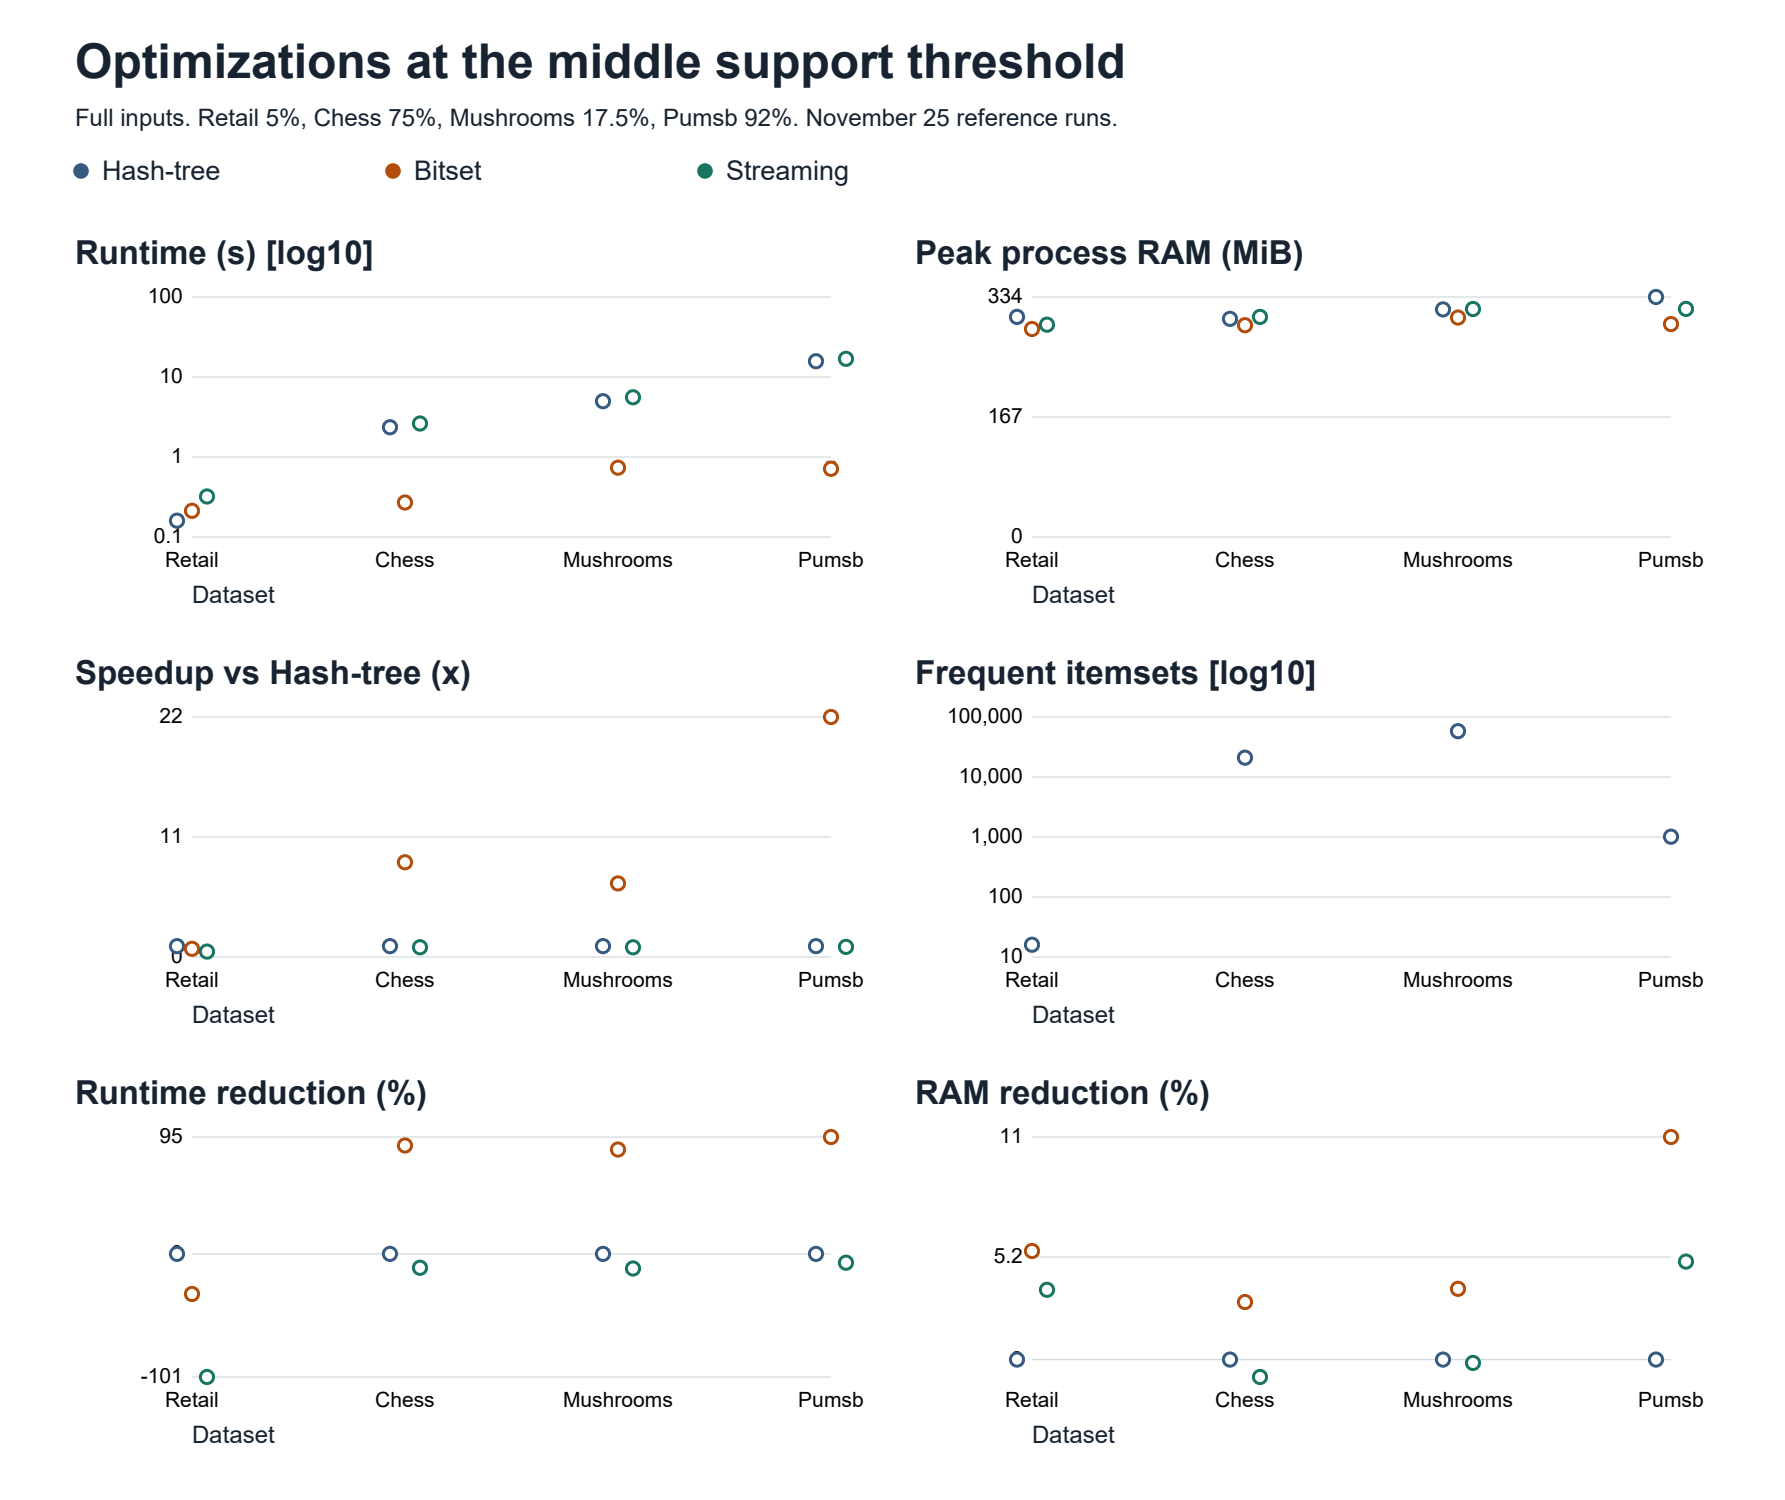 Optimizations at the middle support threshold
Full inputs. Retail 5%, Chess 75%, Mushrooms 17.5%, Pumsb 92%. November 25 reference runs.
Hash-tree Bitset Streaming
Runtime (s) [log10]
100
10
1
0.1
Retail Chess Mushrooms Pumsb
Dataset
Peak process RAM (MiB)
334
167
0
Retail Chess Mushrooms Pumsb
Dataset
Speedup vs Hash-tree (x)
22
11
0
Retail Chess Mushrooms Pumsb
Dataset
Frequent itemsets [log10]
100,000
10,000
1,000
100
10
Retail Chess Mushrooms Pumsb
Dataset
Runtime reduction (%)
95
-101
Retail Chess Mushrooms Pumsb
Dataset
RAM reduction (%)
11
5.2
Retail Chess Mushrooms Pumsb
Dataset